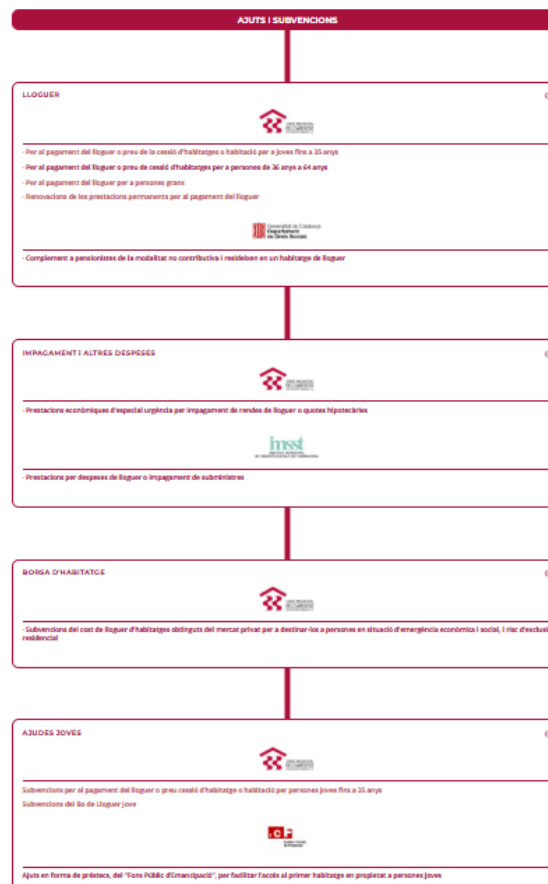 AJUTS I SUBVENCIONS
LLOGUER
- Per al pagament del lloguer o preu de la cessió d'habitatges o habitació per a joves fins a 35 anys
- Per al pagament del lloguer o preu de cessió d'habitatges per a persones de 36 anys a 64 anys
- Per al pagament del lloguer per a persones grans
- Renovacions de les prestacions permanents per al pagament del lloguer
Generalitat de Catalunya
Departament
de Drets Socials
- Complement a pensionistes de la modalitat no contributiva i resideixen en un habitatge de lloguer
IMPAGAMENT I ALTRES DESPESES
- Prestacions econòmiques d'especial urgència per impagament de rendes de lloguer o quotes hipotecàries
imsst
- Prestacions per despeses de lloguer o impagament de subministres
BORSA D'HABITATGE
- Subvencions del cost de lloguer d'habitatges obtinguts del mercat privat per a destinar-los a persones en situació d'emergència econòmica i social, i risc d'exclusi
residencial
AJUDES JOVES
Subvencions per al pagament del lloguer o preu cessió d'habitatge o habitació per persones joves fins a 35 anys
Subvencions del Bo de Lloguer Jove
Ajuts en forma de préstecs, del "Fons Públic d'Emancipació", per facilitar l'accés al primer habitatge en propietat a persones joves